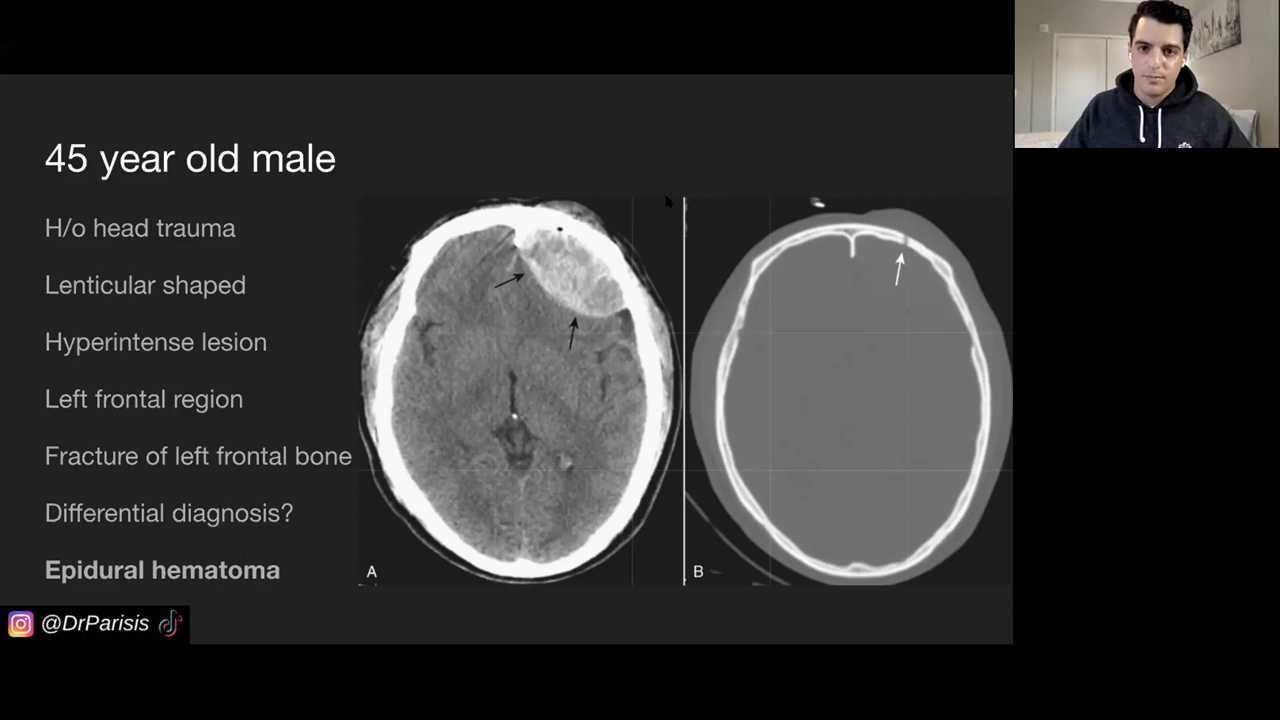 45 year old male
H/o head trauma
Lenticular shaped
Hyperintense lesion
Left frontal region
Fracture of left frontal bone
Differential diagnosis?
Epidural hematoma
A
B
@DrParisis